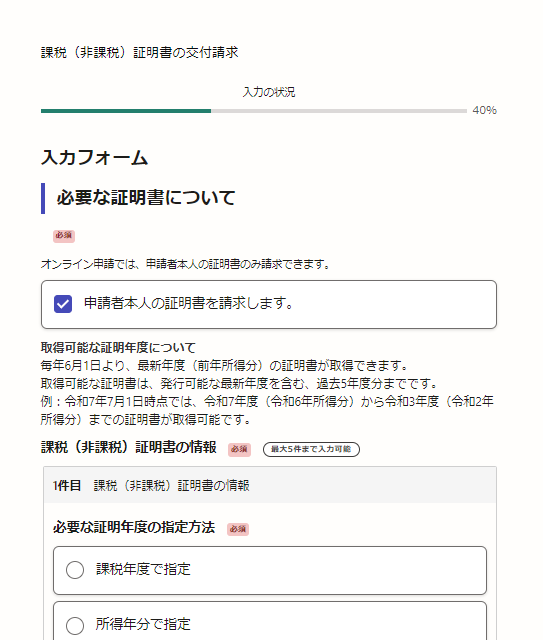 課税（非課税）証明書の交付請求
入力の状況
40%
入力フォーム
必要な証明書について
必須
オンライン申請では、申請者本人の証明書のみ請求できます。
申請者本人の証明書を請求します。
取得可能な証明年度について
毎年6月1日より、最新年度（前年所得分）の証明書が取得できます。
取得可能な証明書は、発行可能な最新年度を含む、過去5年度分までです。
例：令和7年7月1日時点では、令和7年度（令和6年所得分）から令和3年度（令和2年
所得分）までの証明書が取得可能です。
課税（非課税）証明書の情報 必須 最大5件まで入力可能
1件目 課税（非課税）証明書の情報
必要な証明年度の指定方法 必須
課税年度で指定
所得年分で指定